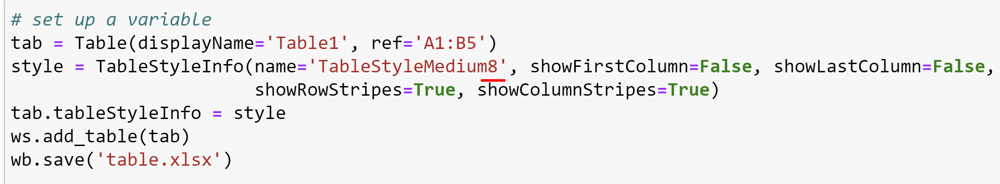 # set up a variable
tab = Table(displayName='Table1', ref='A1:B5')
style = TableStyleInfo(name='TableStyleMedium8', showFirstColumn=False, showLastColumn=False,
                       showRowStripes=True, showColumnStripes=True)
tab.tableStyleInfo = style
ws.add_table(tab)
wb.save('table.xlsx')